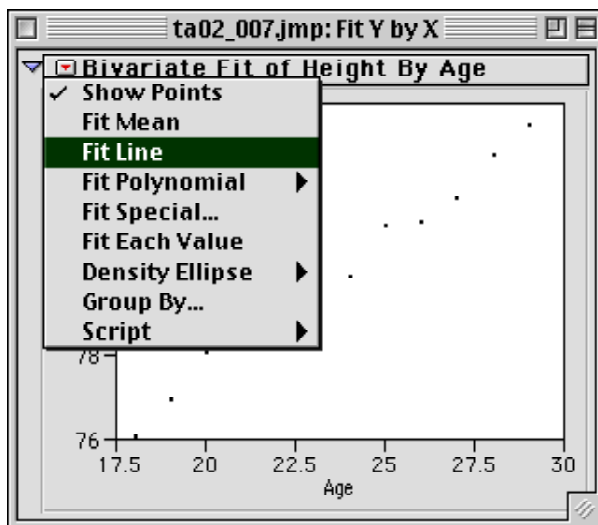 ta02_007.jmp: Fit Y by X
Bivariate Fit of Height By Age
✓ Show Points
Fit Mean
Fit Line
Fit Polynomial
Fit Special...
Fit Each Value
Density Ellipse
Group By...
Script
78
76
17.5 20 22.5 25 27.5 30
Age